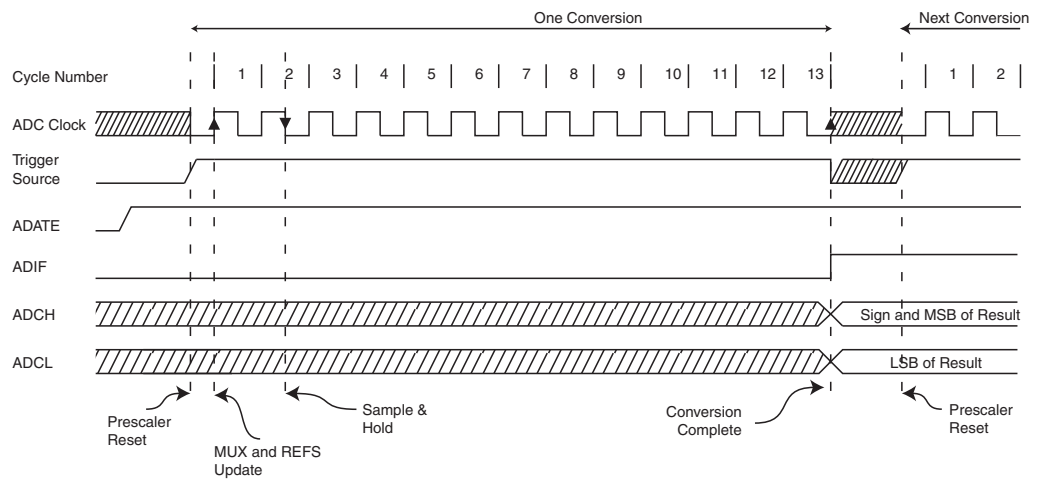 One Conversion
Next Conversion
Cycle Number
1 2 3 4 5 6 7 8 9 10 11 12 13 1 2
ADC Clock
Trigger
Source
ADATE
ADIF
ADCH
Sign and MSB of Result
ADCL
LSB of Result
Prescaler
Reset
MUX and REFS
Update
Sample &
Hold
Conversion
Complete
Prescaler
Reset